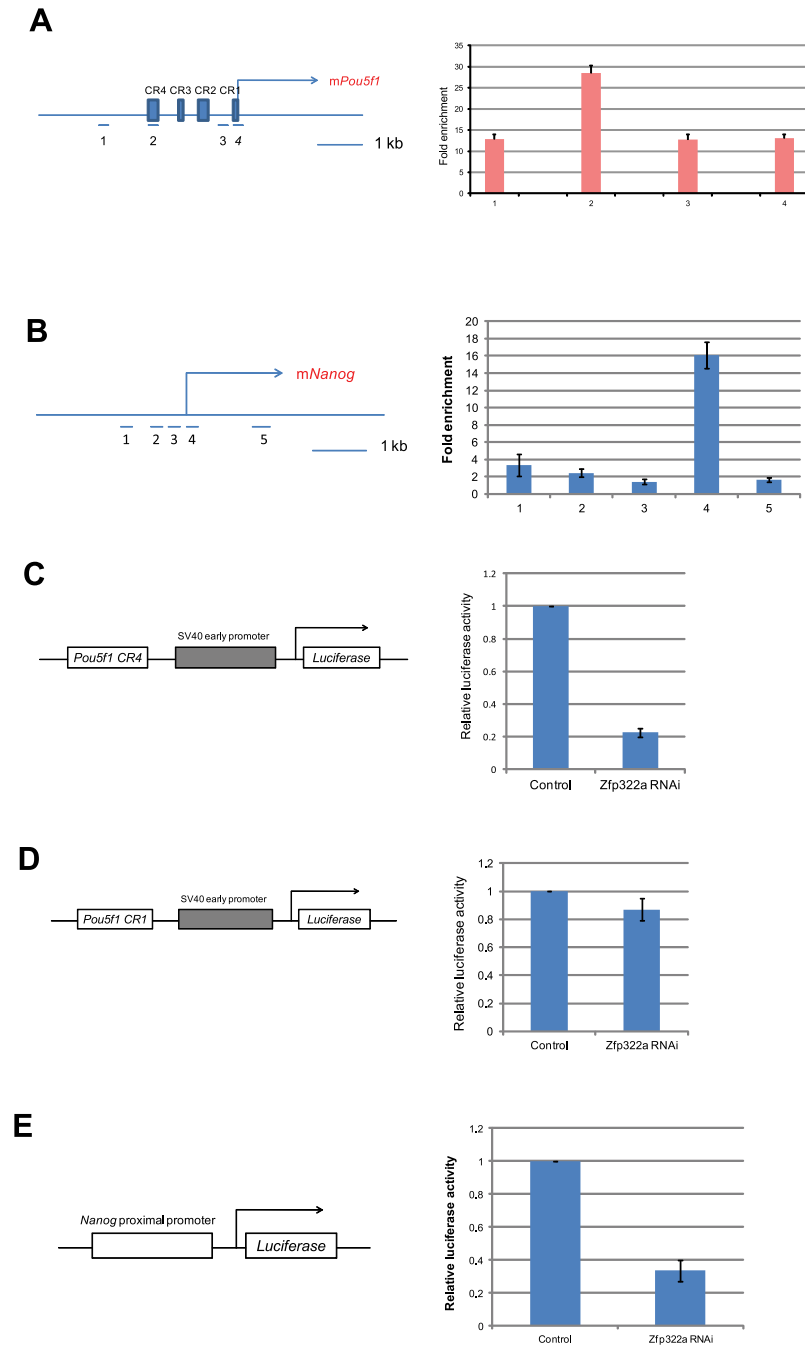 A
mPou5f1
CR4 CR3 CR2 CR1
1 2 3 4
1 kb
Fold enrichment
35
30
25
20
15
10
5
0
1 2 3 4
B
mNanog
1 2 3 4 5
1 kb
Fold enrichment
20
18
16
14
12
10
8
6
4
2
0
1 2 3 4 5
C
SV40 early promoter
Pou5f1 CR4
Luciferase
Relative luciferase activity
1.2
1
0.8
0.6
0.4
0.2
0
Control Zfp322a RNAi
D
SV40 early promoter
Pou5f1 CR1
Luciferase
Relative luciferase activity
1.2
1
0.8
0.6
0.4
0.2
0
Control Zfp322a RNAi
E
Nanog proximal promoter
Luciferase
Relative luciferase activity
1.2
1
0.8
0.6
0.4
0.2
0
Control Zfp322a RNAi